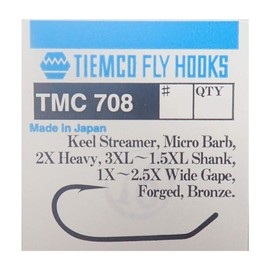 TIEMCO FLY HOOKS
TMC 708 # QTY
Made in Japan
Keel Streamer, Micro Barb,
2X Heavy, 3XL~1.5XL Shank,
1X~2.5X Wide Gape,
Forged, Bronze.